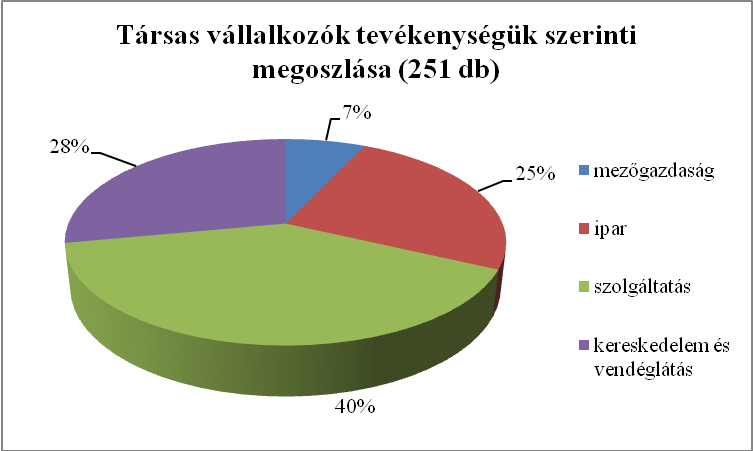 Társas vállalkozók tevékenységük szerinti
megoszlása (251 db)
7%
28%
25%
40%
mezőgazdaság
ipar
szolgáltatás
kereskedelem és
vendéglátás